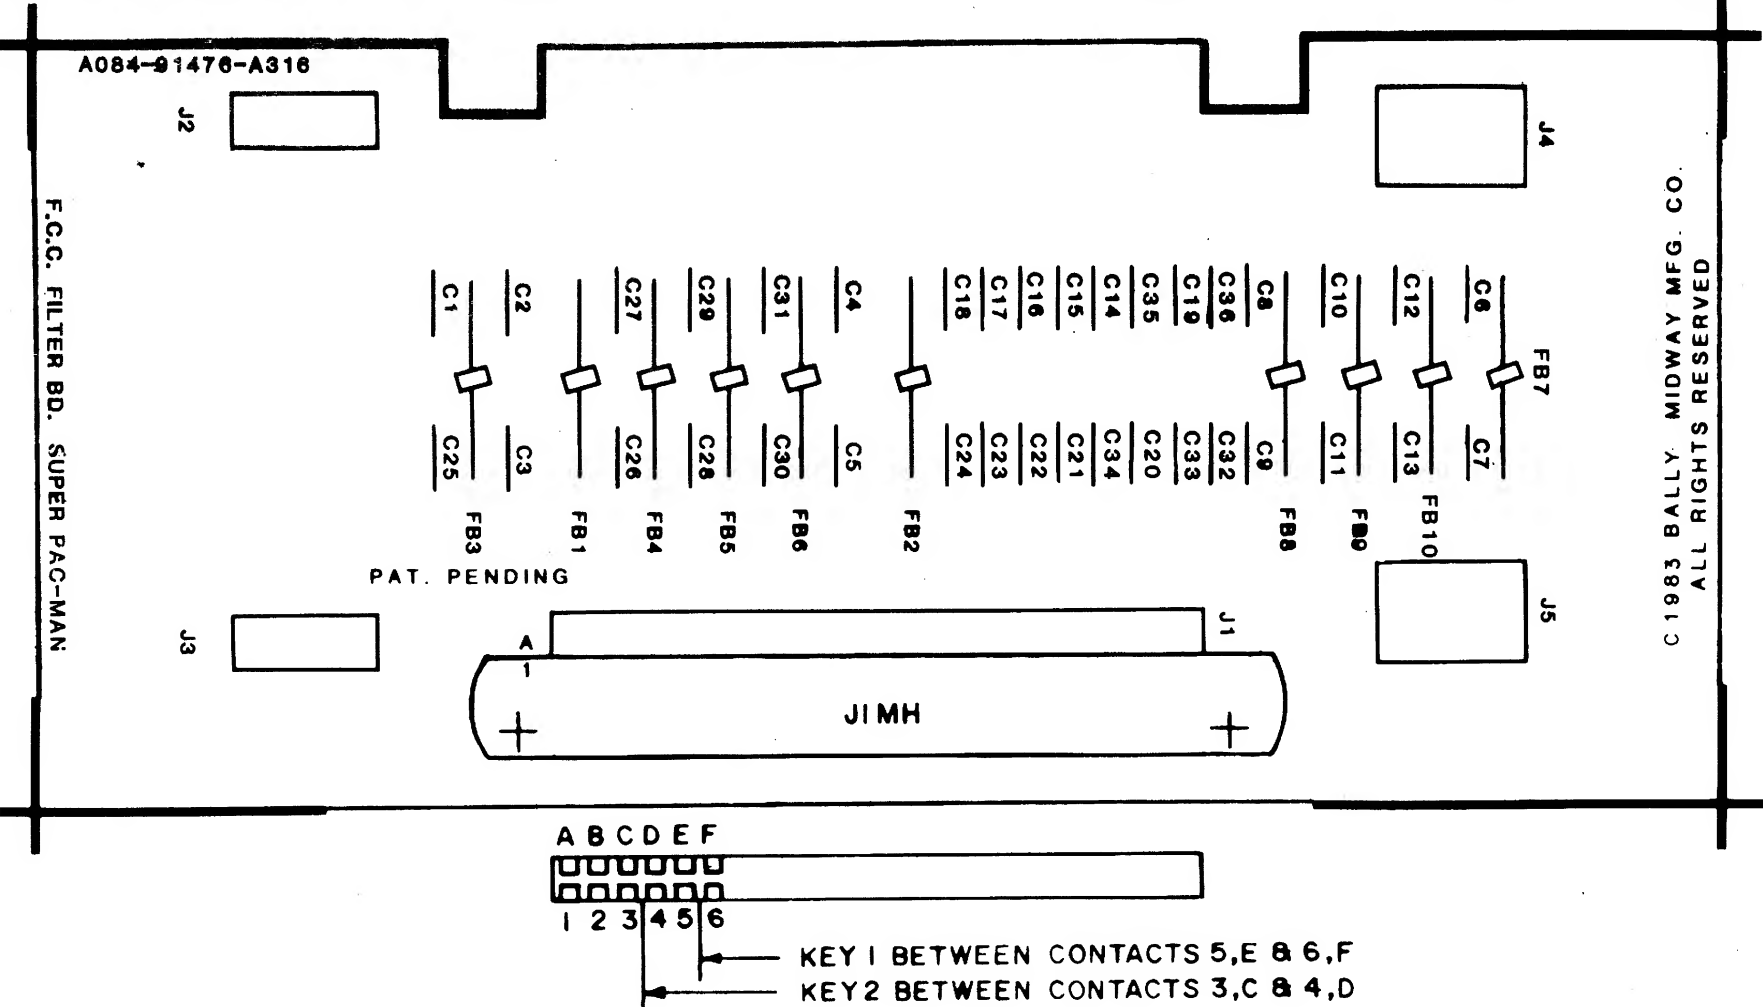 A084-91476-A316
J2
J4
F.C.C. FILTER BD. SUPER PAC-MAN
C 1983 BALLY. MIDWAY MFG. CO.
ALL RIGHTS RESERVED
C1
C2
C27
C29
C31
C4
C18
C17
C16
C15
C14
C35
C19
C36
C8
C10
C12
C6
FB7
C25
C3
C26
C28
C30
C5
C24
C23
C22
C21
C34
C20
C33
C32
C9
C11
C13
C7
FB3
FB1
FB4
FB5
FB6
FB2
FB8
FB9
FB10
PAT. PENDING
J3
A
1
J1
J5
J1MH
A B C D E F
1 2 3 4 5 6
KEY 1 BETWEEN CONTACTS 5,E & 6,F
KEY2 BETWEEN CONTACTS 3,C & 4,D